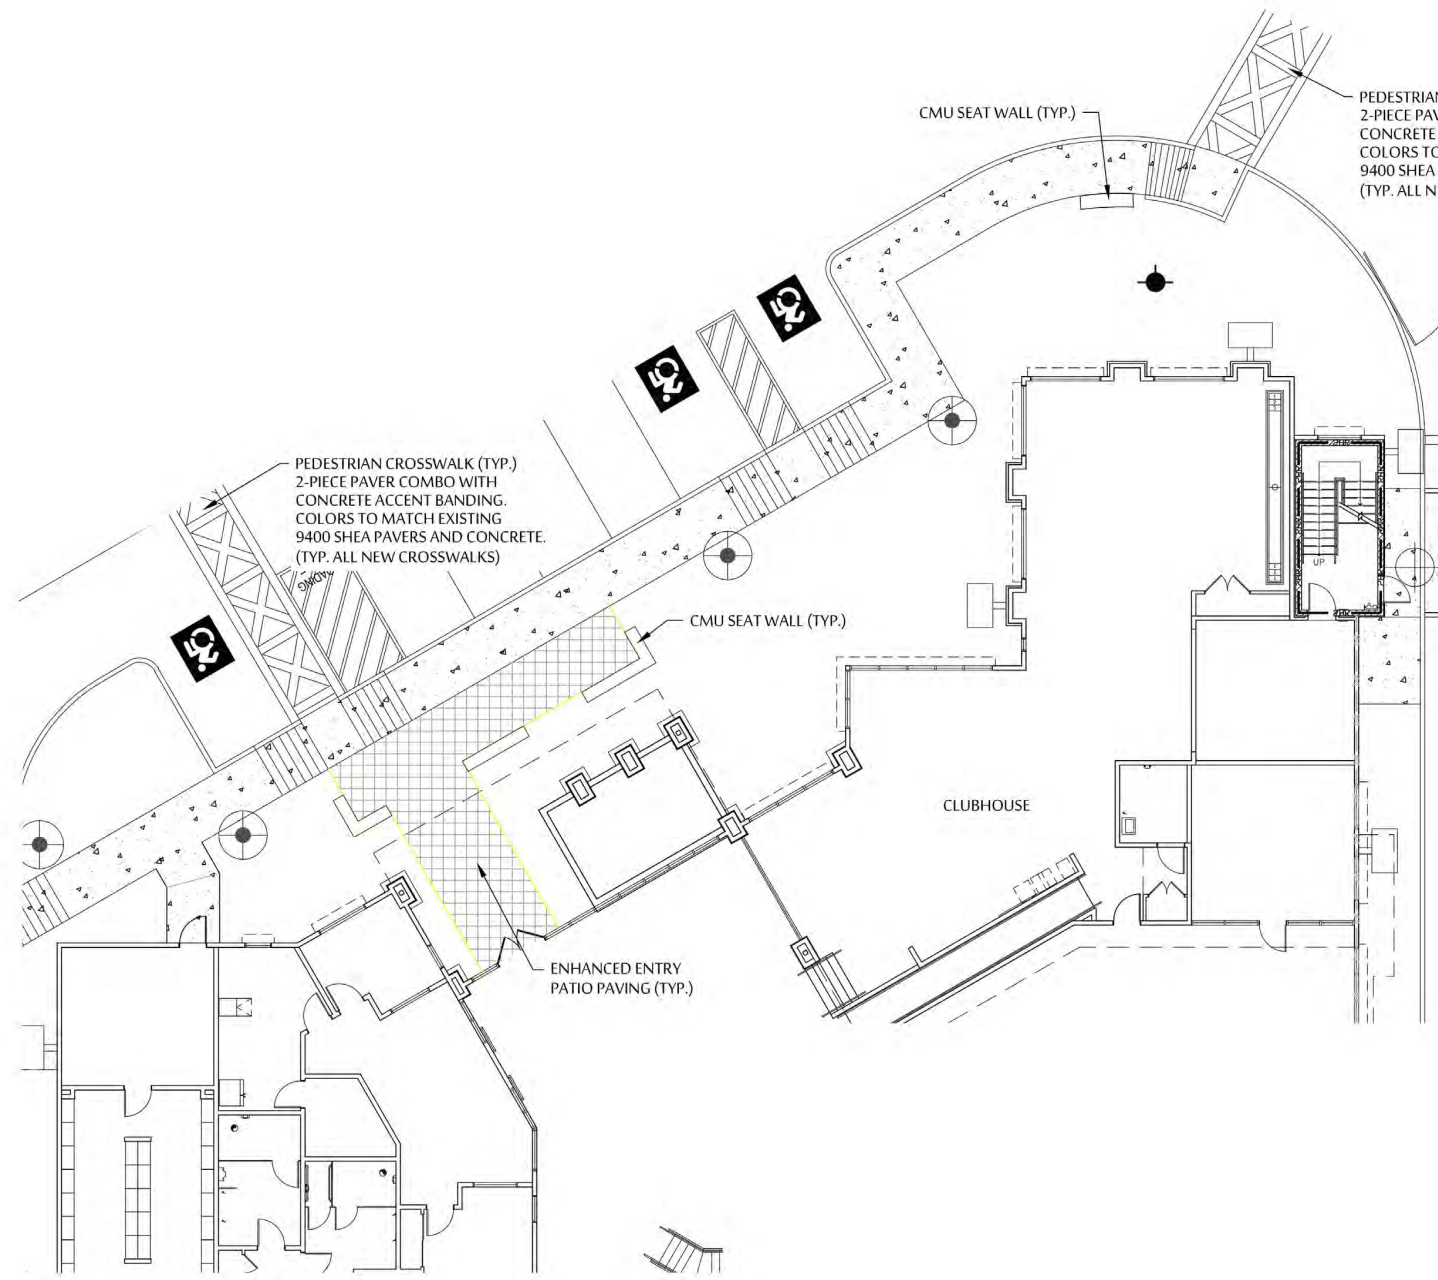 CMU SEAT WALL (TYP.)
PEDESTRIAN
2-PIECE PAV
CONCRETE
COLORS TO
9400 SHEA
(TYP. ALL N
PEDESTRIAN CROSSWALK (TYP.)
2-PIECE PAVER COMBO WITH
CONCRETE ACCENT BANDING.
COLORS TO MATCH EXISTING
9400 SHEA PAVERS AND CONCRETE.
(TYP. ALL NEW CROSSWALKS)
ADING
UP
CMU SEAT WALL (TYP.)
CLUBHOUSE
ENHANCED ENTRY
PATIO PAVING (TYP.)